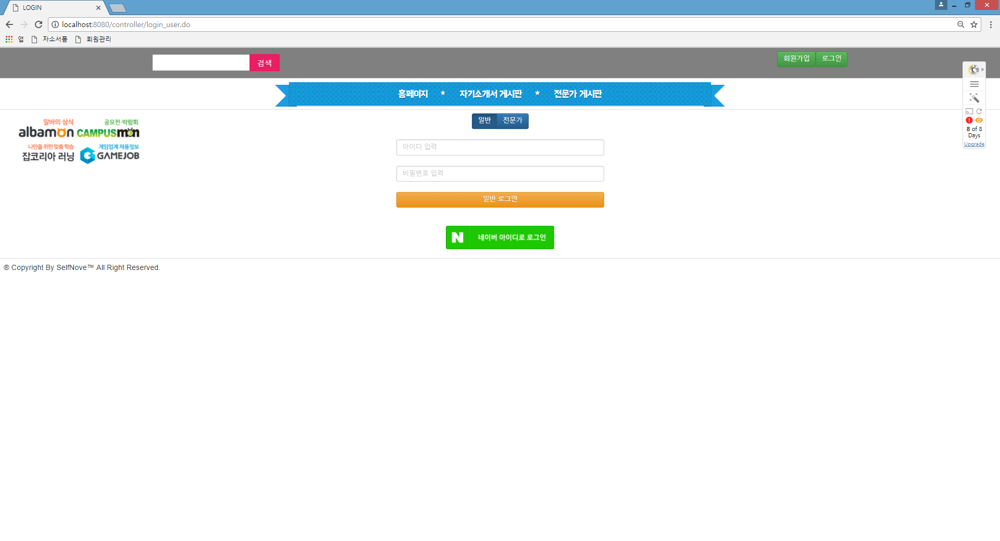 LOGIN
localhost:8080/controller/login_user.do
앱 자소서폼 회원관리
검색
회원가입 로그인
홈페이지 ★ 자기소개서 게시판 ★ 전문가 게시판
알바의 상식
albamon
공모전·박람회
CAMPUSmon
나만을 위한 맞춤 학습
잡코리아 러닝
게임업계 채용정보
GAMEJOB
일반 전문가
아이디 입력
비밀번호 입력
일반 로그인
N 네이버 아이디로 로그인
8 of 8
Days
Upgrade
® Copyright By SelfNove™ All Right Reserved.